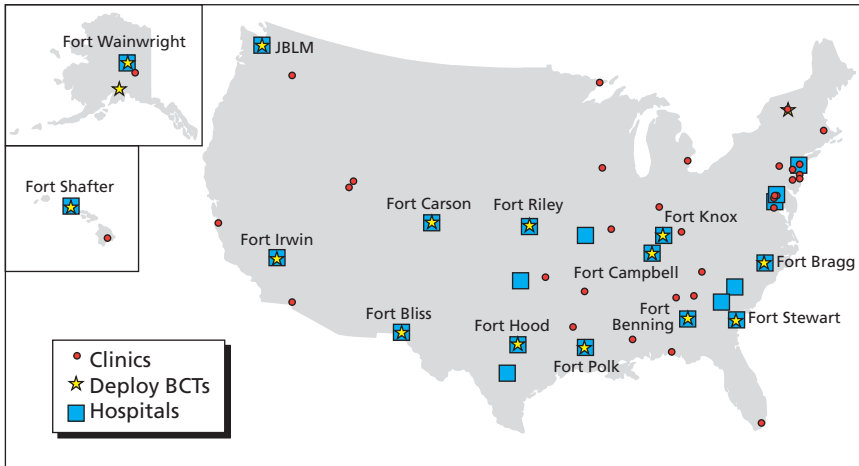 Fort Wainwright
JBLM
Fort Shafter
Fort Carson
Fort Riley
Fort Knox
Fort Irwin
Fort Campbell
Fort Bragg
Fort Bliss
Fort Hood
Fort
Benning
Fort Stewart
Fort Polk
Clinics
Deploy BCTs
Hospitals